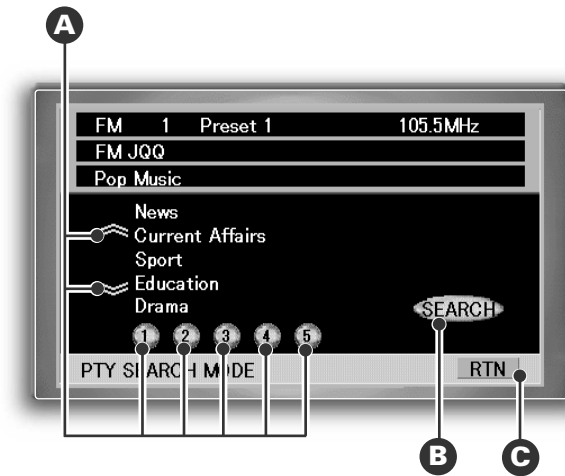 A
FM 1 Preset 1 105.5MHz
FM JQQ
Pop Music
News
Current Affairs
Sport
Education
Drama
SEARCH
1 2 3 4 5
PTY SEARCH MODE RTN
B C